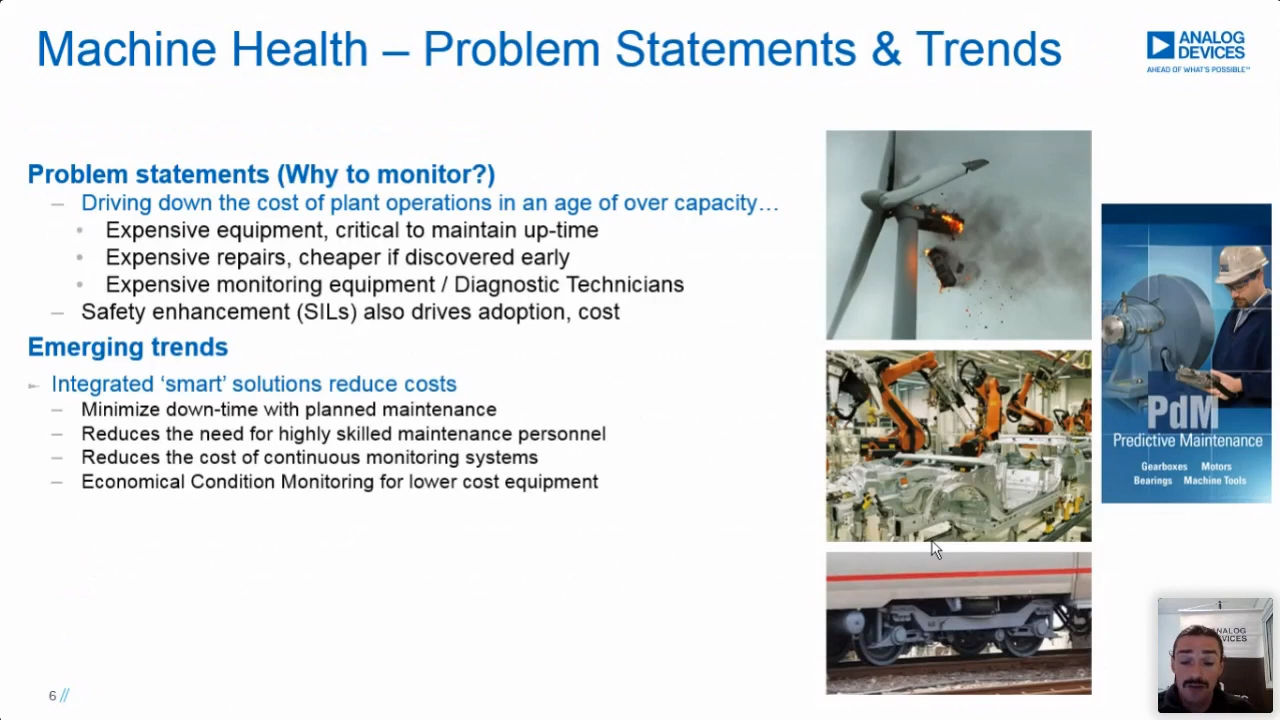 Machine Health – Problem Statements & Trends
ANALOG
DEVICES
AHEAD OF WHAT'S POSSIBLE™
Problem statements (Why to monitor?)
– Driving down the cost of plant operations in an age of over capacity…
• Expensive equipment, critical to maintain up-time
• Expensive repairs, cheaper if discovered early
• Expensive monitoring equipment / Diagnostic Technicians
– Safety enhancement (SILs) also drives adoption, cost
Emerging trends
► Integrated ‘smart’ solutions reduce costs
– Minimize down-time with planned maintenance
– Reduces the need for highly skilled maintenance personnel
– Reduces the cost of continuous monitoring systems
– Economical Condition Monitoring for lower cost equipment
PdM
Predictive Maintenance
Gearboxes Motors
Bearings Machine Tools
ANALOG
DEVICES
6 //